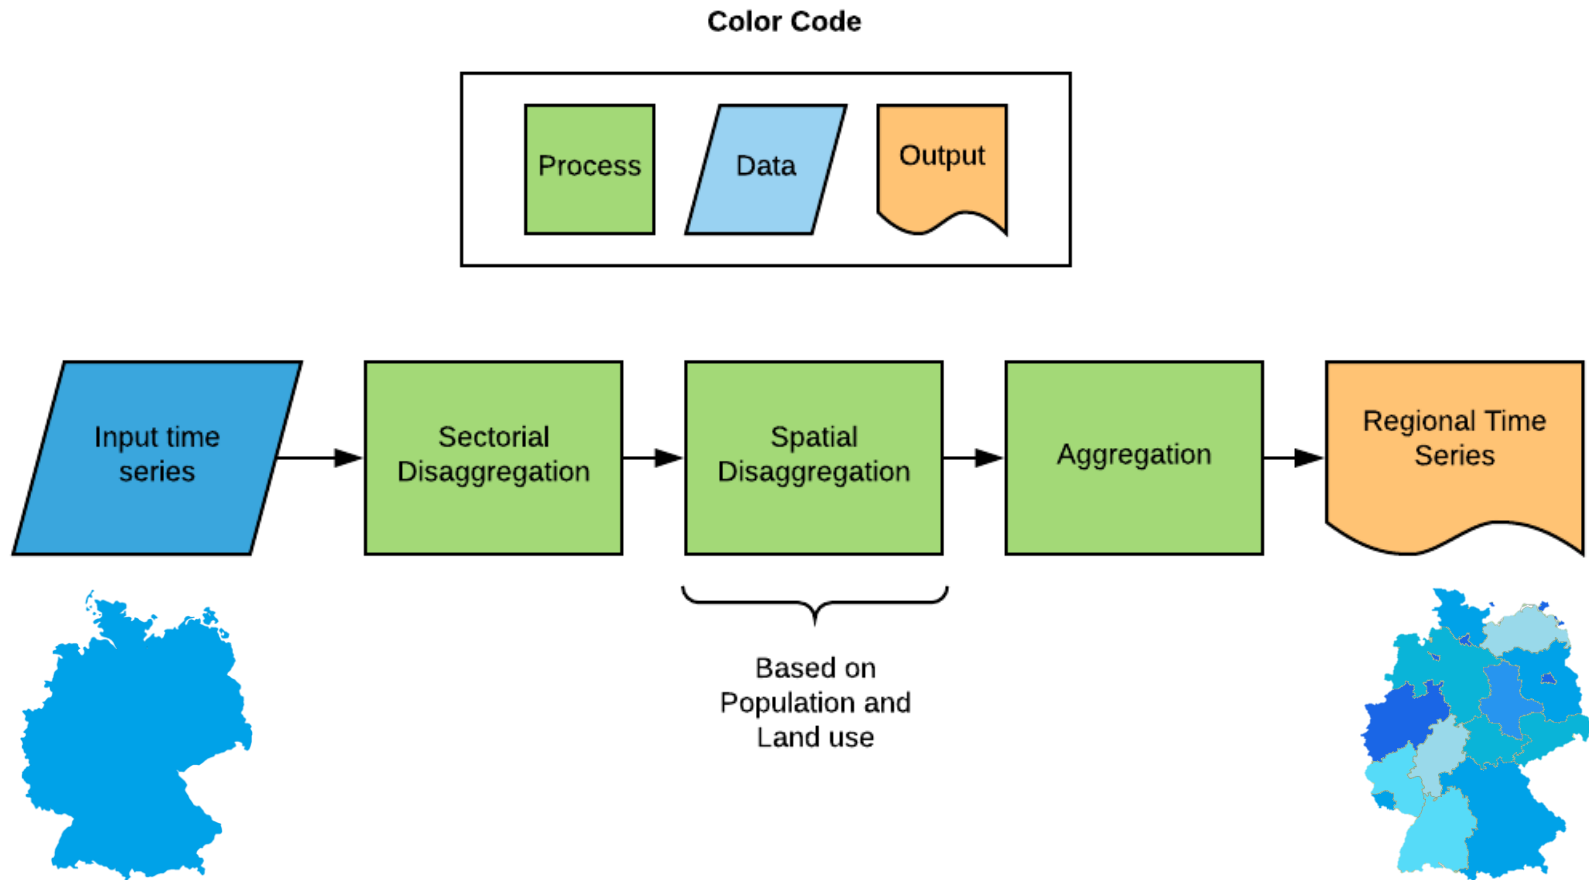 Color Code
Process
Data
Output
Input time
series
Sectorial
Disaggregation
Spatial
Disaggregation
Aggregation
Regional Time
Series
Based on
Population and
Land use